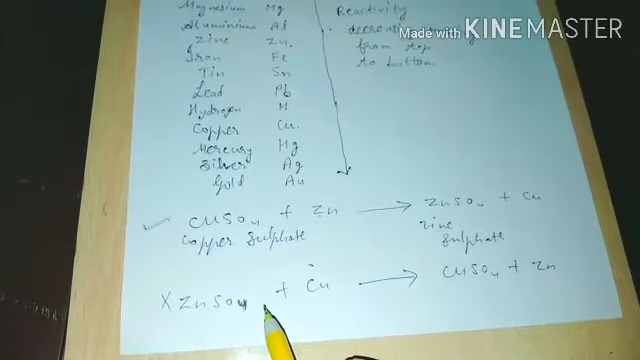 Magnesium Mg
Aluminium Al
Zinc Zn.
Iron Fe
Tin Sn
Lead Pb
Hydrogen H
Copper Cu.
Mercury Hg
Silver Ag
Gold Au
Reactivity
from top
to bottom
Made with KINEMASTER
CuSO4 + Zn → ZnSO4 + Cu
Copper Sulphate
Zinc
Sulphate
X ZnSO4 + Cu → CuSO4 + Zn